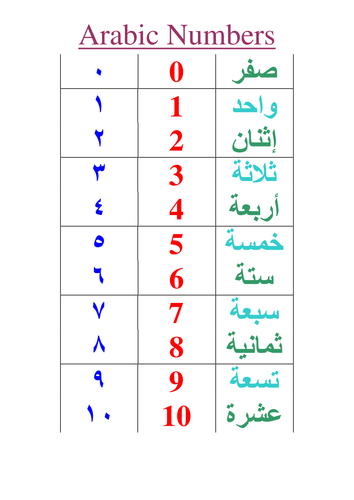 Arabic Numbers
٠ 0 صفر
١ 1 واحد
٢ 2 إثنان
٣ 3 ثلاثة
٤ 4 أربعة
٥ 5 خمسة
٦ 6 ستة
٧ 7 سبعة
٨ 8 ثمانية
٩ 9 تسعة
١٠ 10 عشرة